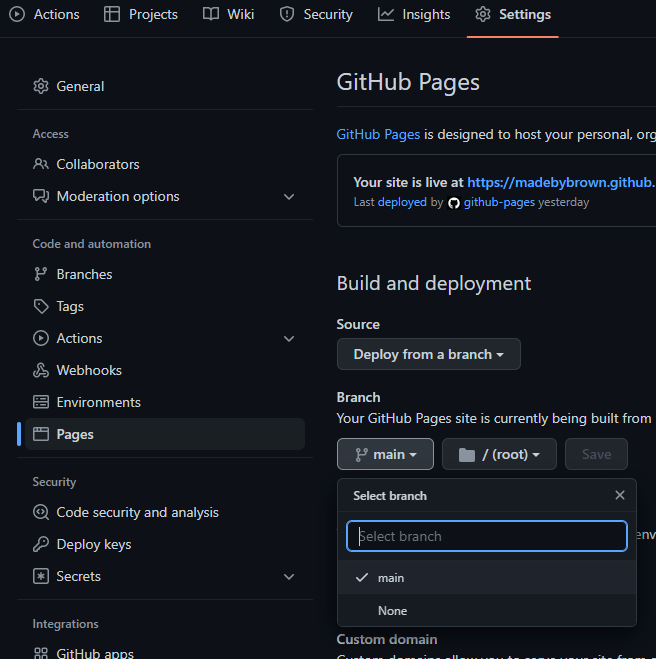 Actions Projects Wiki Security Insights Settings
General
Access
Collaborators
Moderation options
Code and automation
Branches
Tags
Actions
Webhooks
Environments
Pages
Security
Code security and analysis
Deploy keys
Secrets
Integrations
GitHub apps
GitHub Pages
GitHub Pages is designed to host your personal, org
Your site is live at https://madebybrown.github.
Last deployed by github-pages yesterday
Build and deployment
Source
Deploy from a branch
Branch
Your GitHub Pages site is currently being built from
main / (root) Save
Select branch
Select branch
main
None
Custom domain